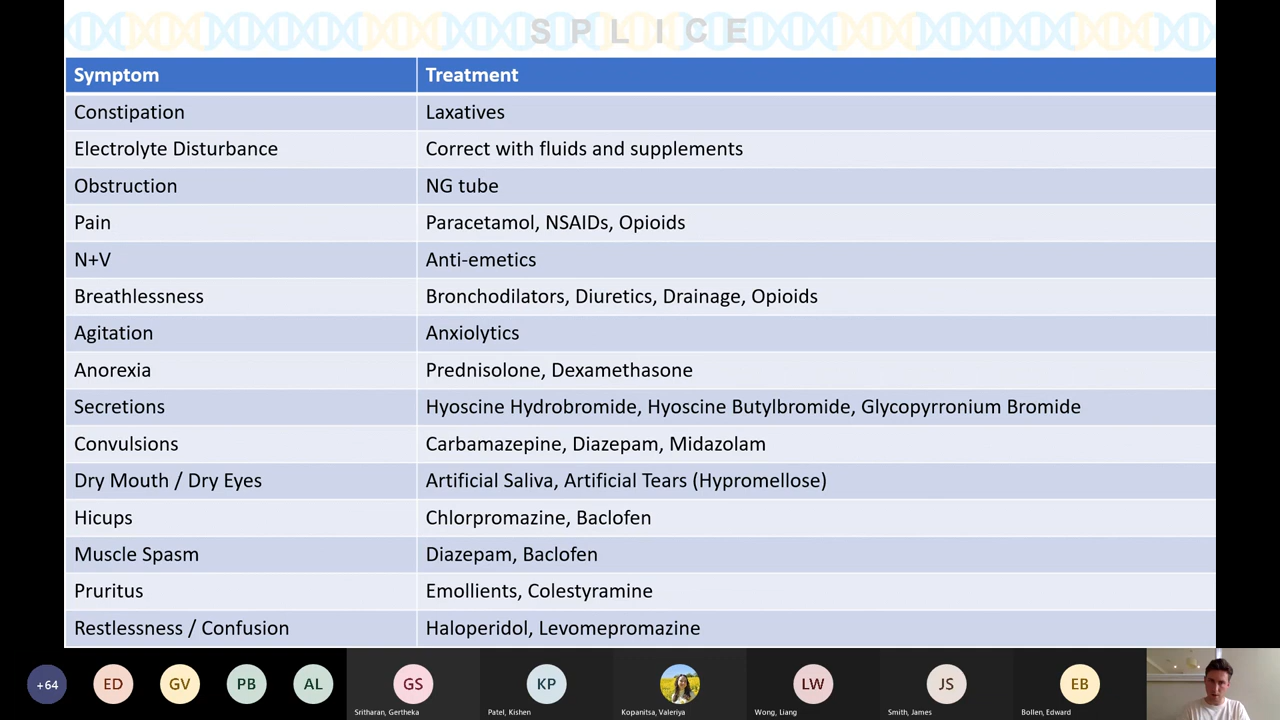 SPLICE
Symptom Treatment
Constipation Laxatives
Electrolyte Disturbance Correct with fluids and supplements
Obstruction NG tube
Pain Paracetamol, NSAIDs, Opioids
N+V Anti-emetics
Breathlessness Bronchodilators, Diuretics, Drainage, Opioids
Agitation Anxiolytics
Anorexia Prednisolone, Dexamethasone
Secretions Hyoscine Hydrobromide, Hyoscine Butylbromide, Glycopyrronium Bromide
Convulsions Carbamazepine, Diazepam, Midazolam
Dry Mouth / Dry Eyes Artificial Saliva, Artificial Tears (Hypromellose)
Hicups Chlorpromazine, Baclofen
Muscle Spasm Diazepam, Baclofen
Pruritus Emollients, Colestyramine
Restlessness / Confusion Haloperidol, Levomepromazine
+64 ED GV PB AL GS KP LW JS EB
Sritharan, Gertheka Patel, Kishen Kopanitsa, Valeriya Wong, Liang Smith, James Bollen, Edward